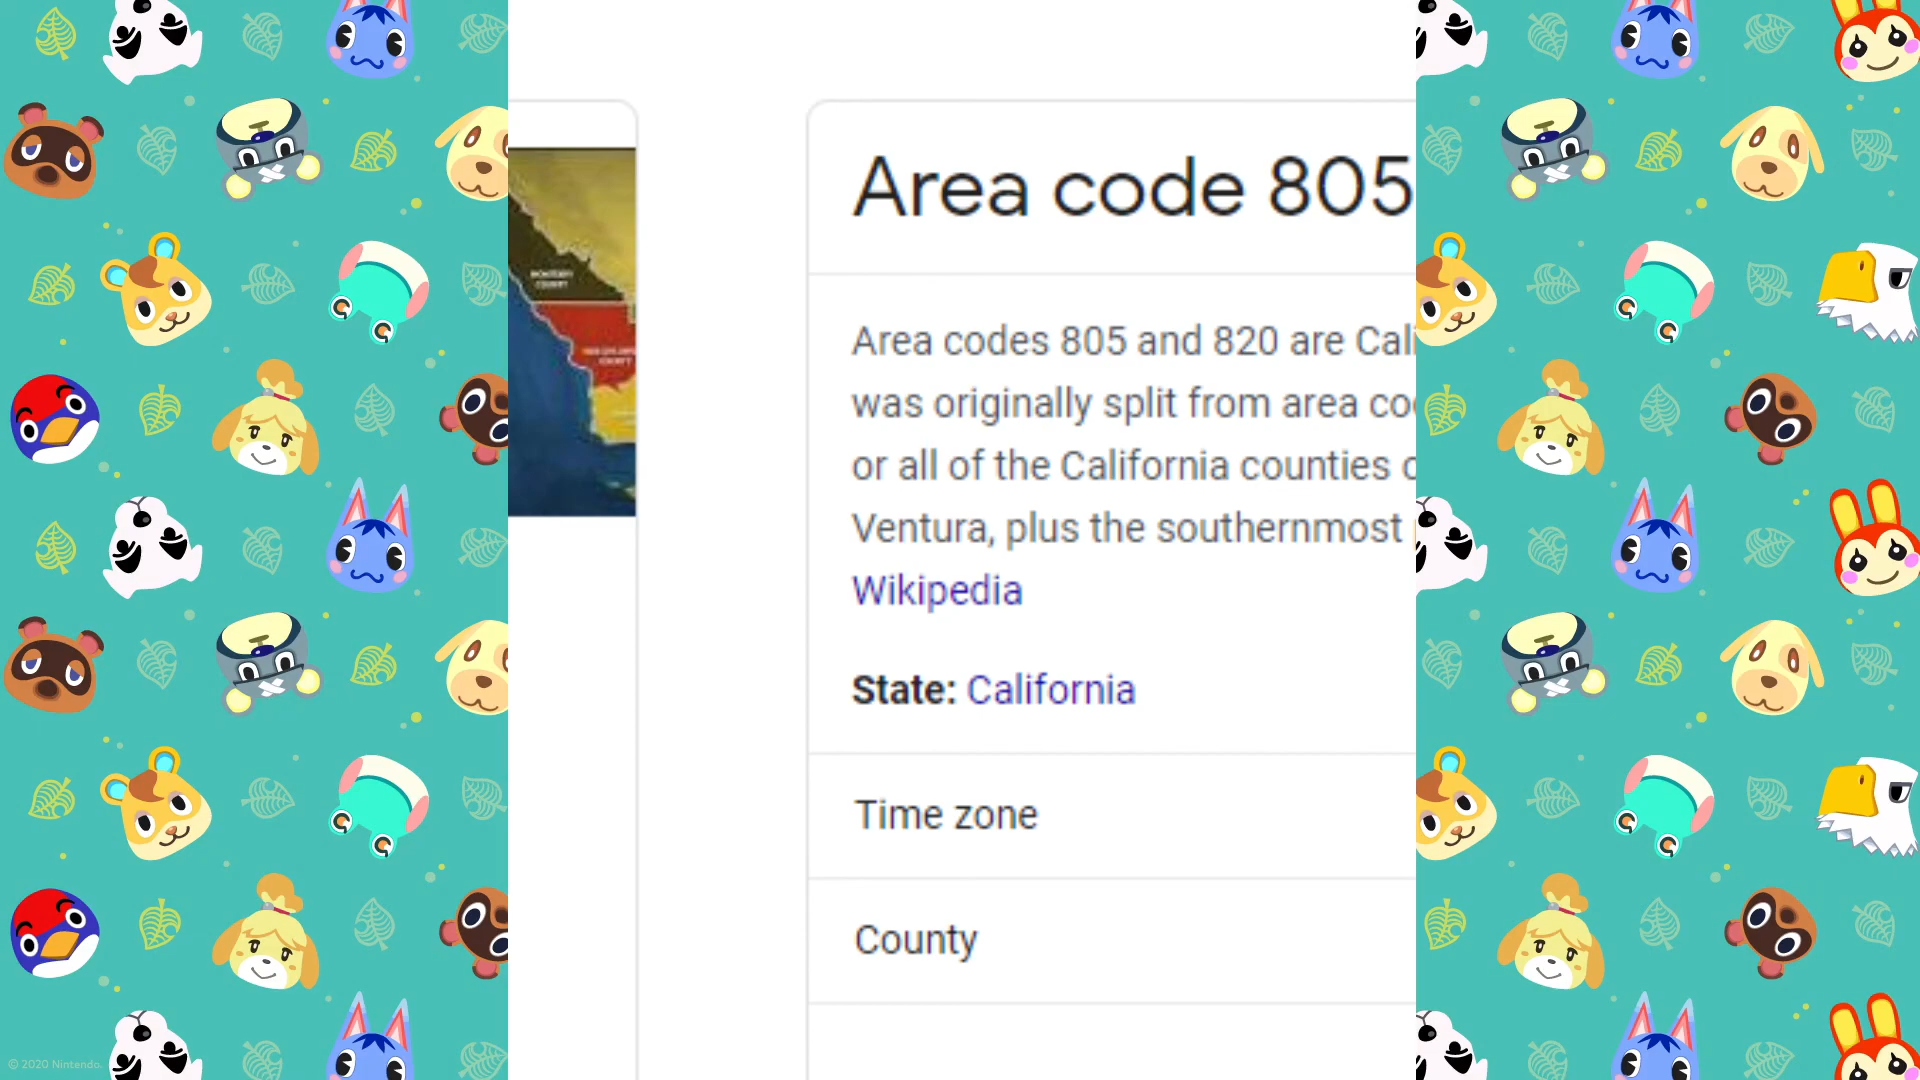 Area code 805
Area codes 805 and 820 are Cali
was originally split from area co
or all of the California counties
Ventura, plus the southernmost
Wikipedia
State: California
Time zone
County
© 2020 Nintendo